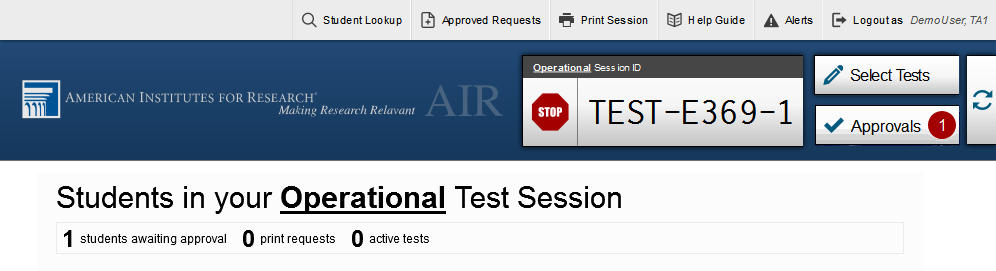 Student Lookup Approved Requests Print Session Help Guide Alerts Logout as DemoUser, TA1
Operational Session ID
AMERICAN INSTITUTES FOR RESEARCH®
Making Research Relavant
AIR
STOP
TEST-E369-1
Select Tests
Approvals 1
Students in your Operational Test Session
1 students awaiting approval 0 print requests 0 active tests